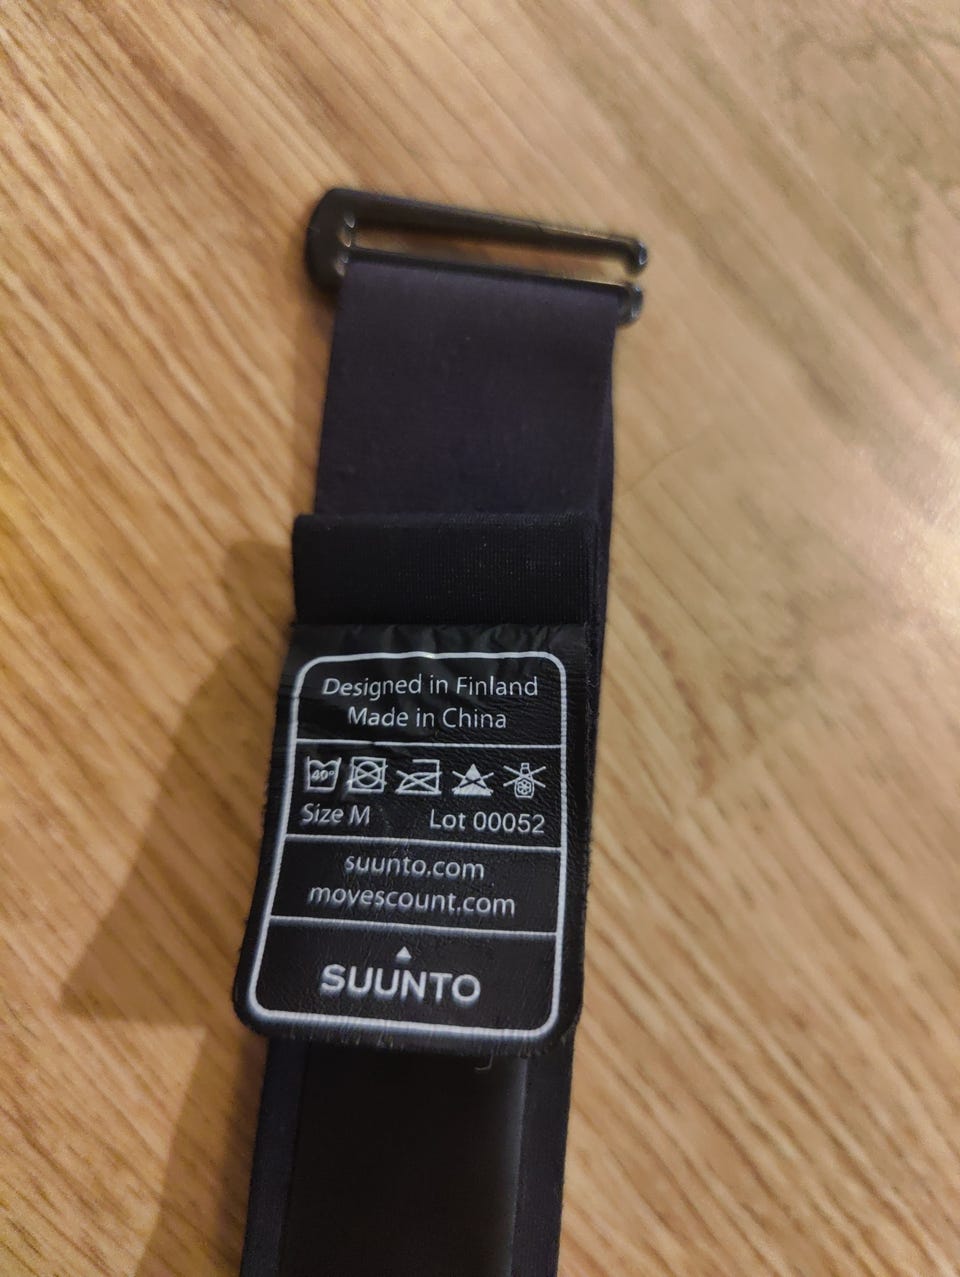 Designed in Finland
Made in China
40°
Size M Lot 00052
suunto.com
movescount.com
SUUNTO